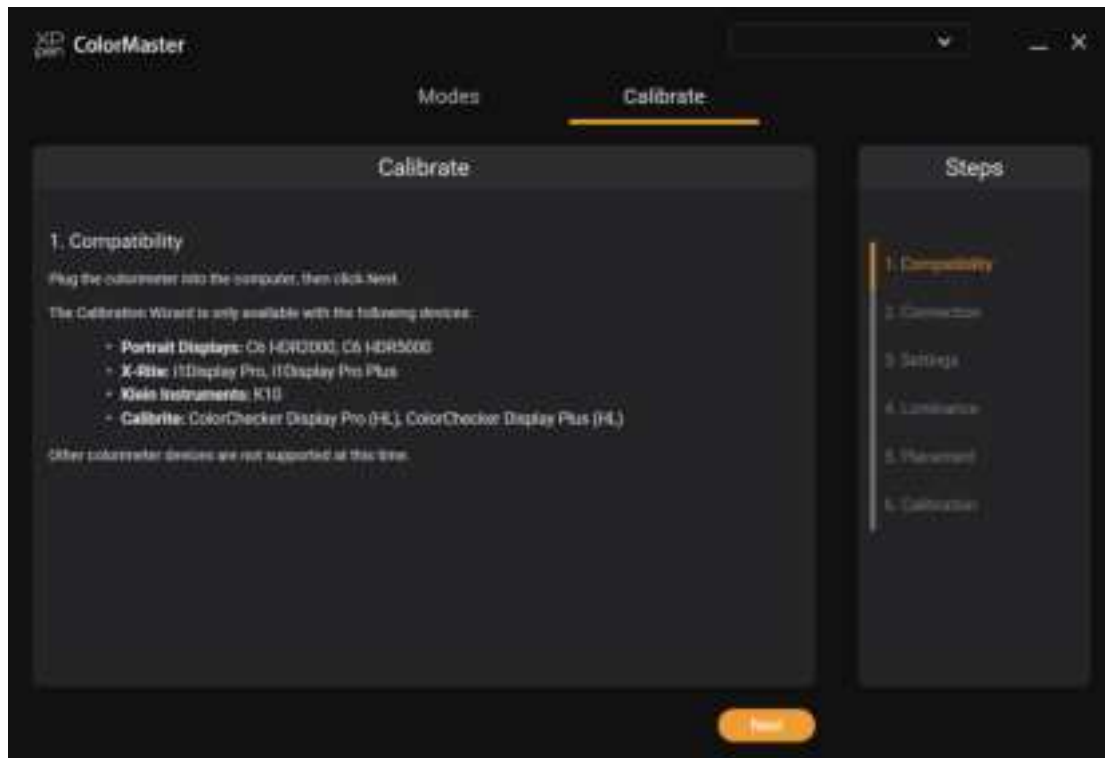 XP
pen
ColorMaster
Modes
Calibrate
Calibrate
Steps
1. Compatibility
Plug the colorimeter into the computer, then click Next.
The Calibration Wizard is only available with the following devices:
• Portrait Displays: C6 HDR2000, C6 HDR5000
• X-Rite: i1Display Pro, i1Display Pro Plus
• Klein Instruments: K10
• Calibrite: ColorChecker Display Pro (HL), ColorChecker Display Plus (HL)
Other colorimeter devices are not supported at this time.
1. Compatibility
2. Connection
3. Settings
4. Luminance
5. Placement
6. Calibration
Next